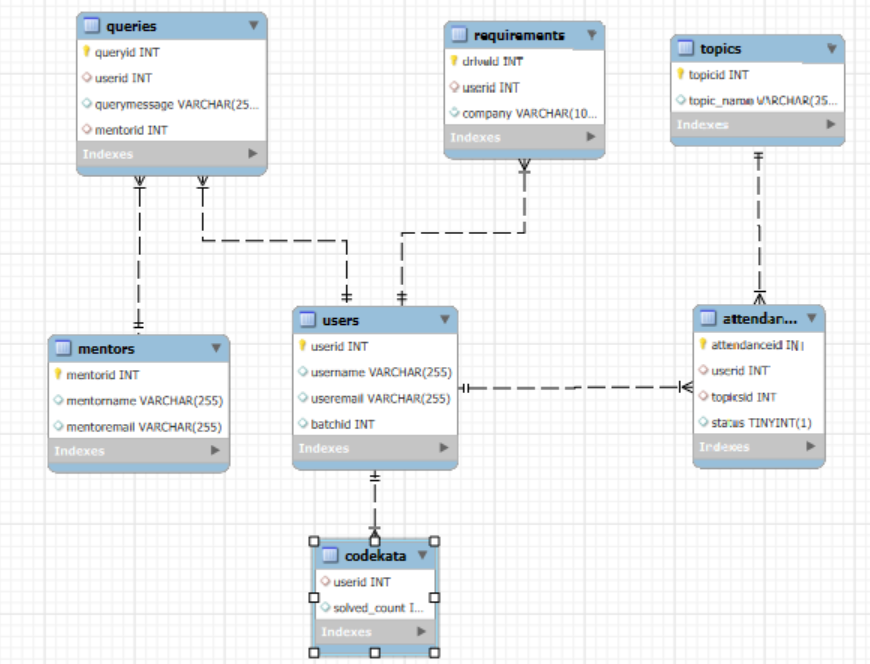 queries
queryid INT
userid INT
querymessage VARCHAR(25...
mentorid INT
Indexes
requirements
driveid INT
userid INT
company VARCHAR(10...
Indexes
topics
topicid INT
topic_name VARCHAR(25...
Indexes
mentors
mentorid INT
mentorname VARCHAR(255)
mentoremail VARCHAR(255)
Indexes
users
userid INT
username VARCHAR(255)
useremail VARCHAR(255)
batchid INT
Indexes
attendan...
attendanceid INT
userid INT
topicsid INT
status TINYINT(1)
Indexes
codekata
userid INT
solved_count I...
Indexes